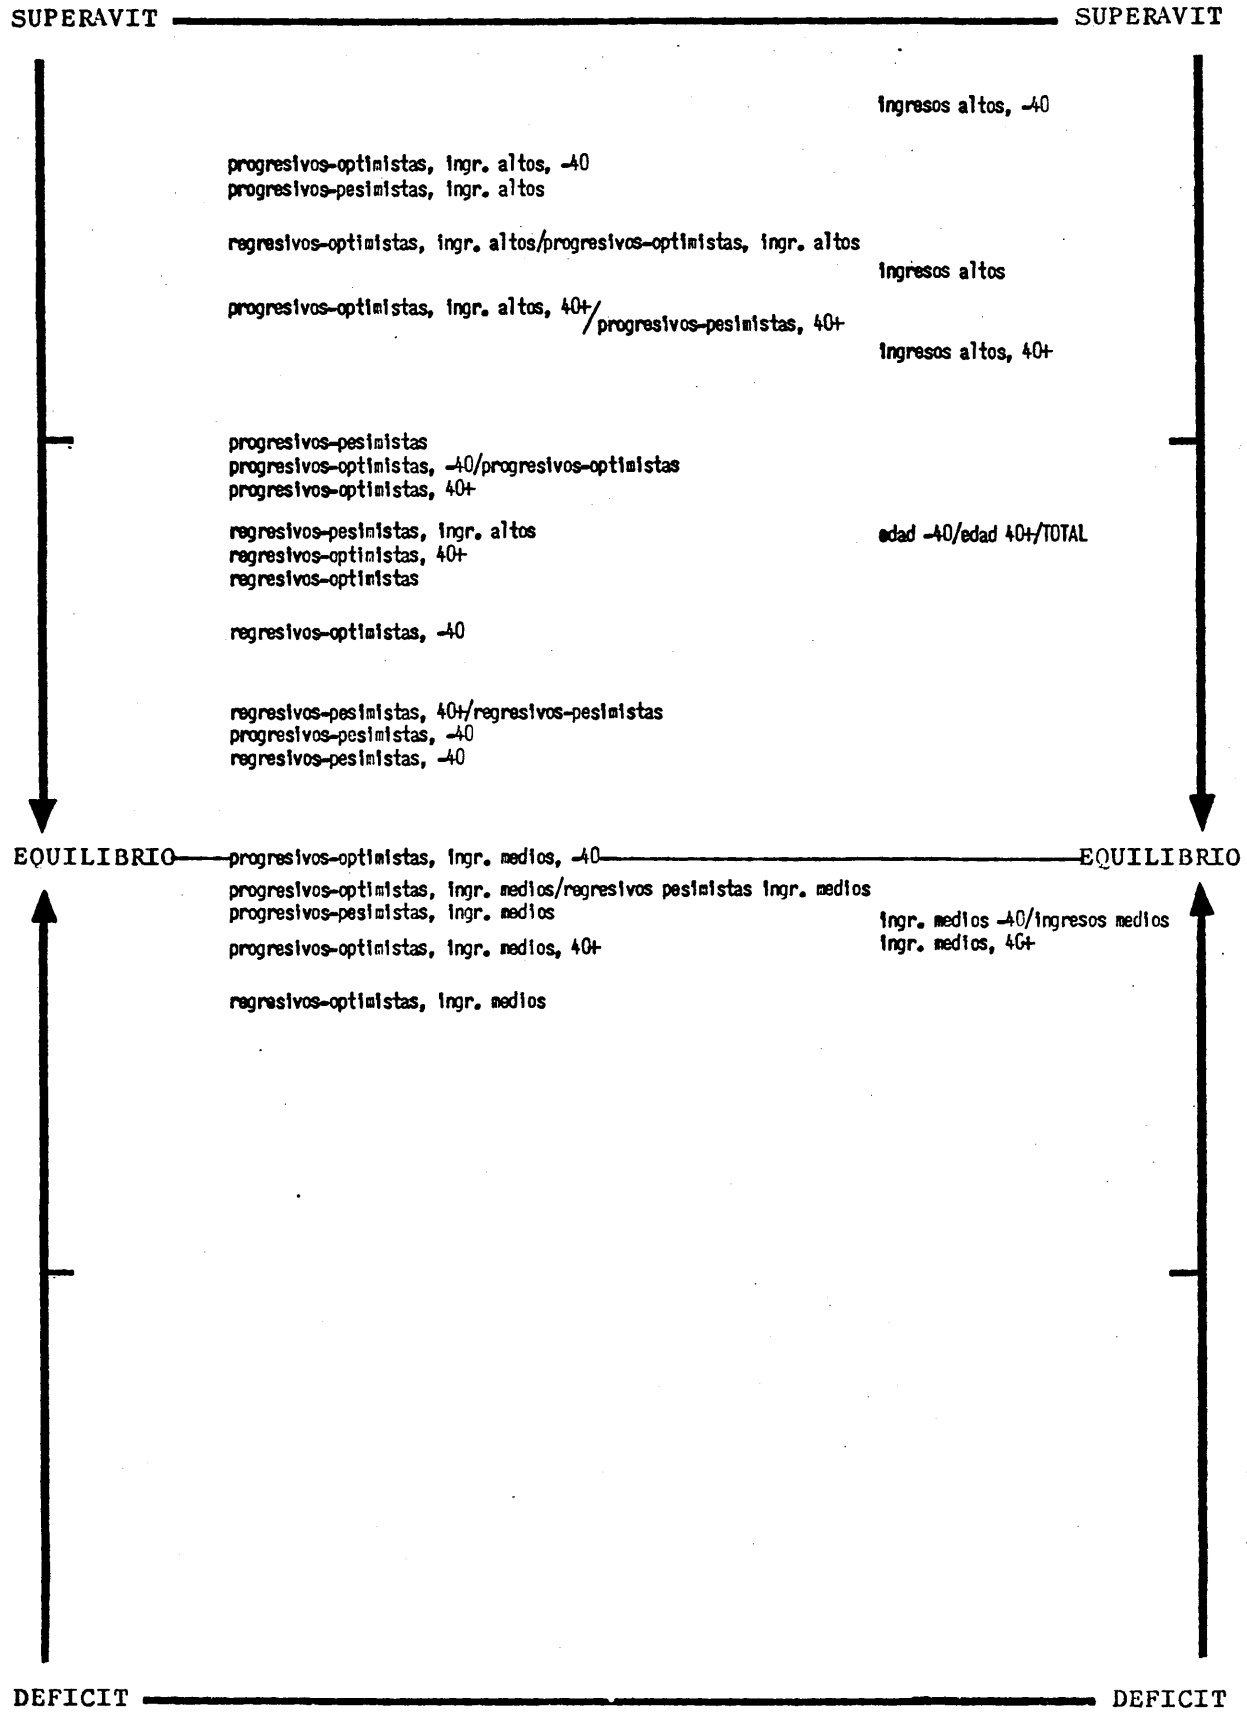 SUPERAVIT SUPERAVIT
ingresos altos, -40
progresivos-optimistas, ingr. altos, -40
progresivos-pesimistas, ingr. altos
regresivos-optimistas, ingr. altos/progresivos-optimistas, ingr. altos
ingresos altos
progresivos-optimistas, ingr. altos, 40+/
progresivos-pesimistas, 40+
ingresos altos, 40+
progresivos-pesimistas
progresivos-optimistas, -40/progresivos-optimistas
progresivos-optimistas, 40+
regresivos-pesimistas, ingr. altos edad -40/edad 40+/TOTAL
regresivos-optimistas, 40+
regresivos-optimistas
regresivos-optimistas, -40
regresivos-pesimistas, 40+/regresivos-pesimistas
progresivos-pesimistas, -40
regresivos-pesimistas, -40
EQUILIBRIO progresivos-optimistas, ingr. medios, -40 EQUILIBRIO
progresivos-optimistas, ingr. medios/regresivos pesimistas ingr. medios
progresivos-pesimistas, ingr. medios ingr. medios -40/ingresos medios
progresivos-optimistas, ingr. medios, 40+ ingr. medios, 40+
regresivos-optimistas, ingr. medios
DEFICIT DEFICIT